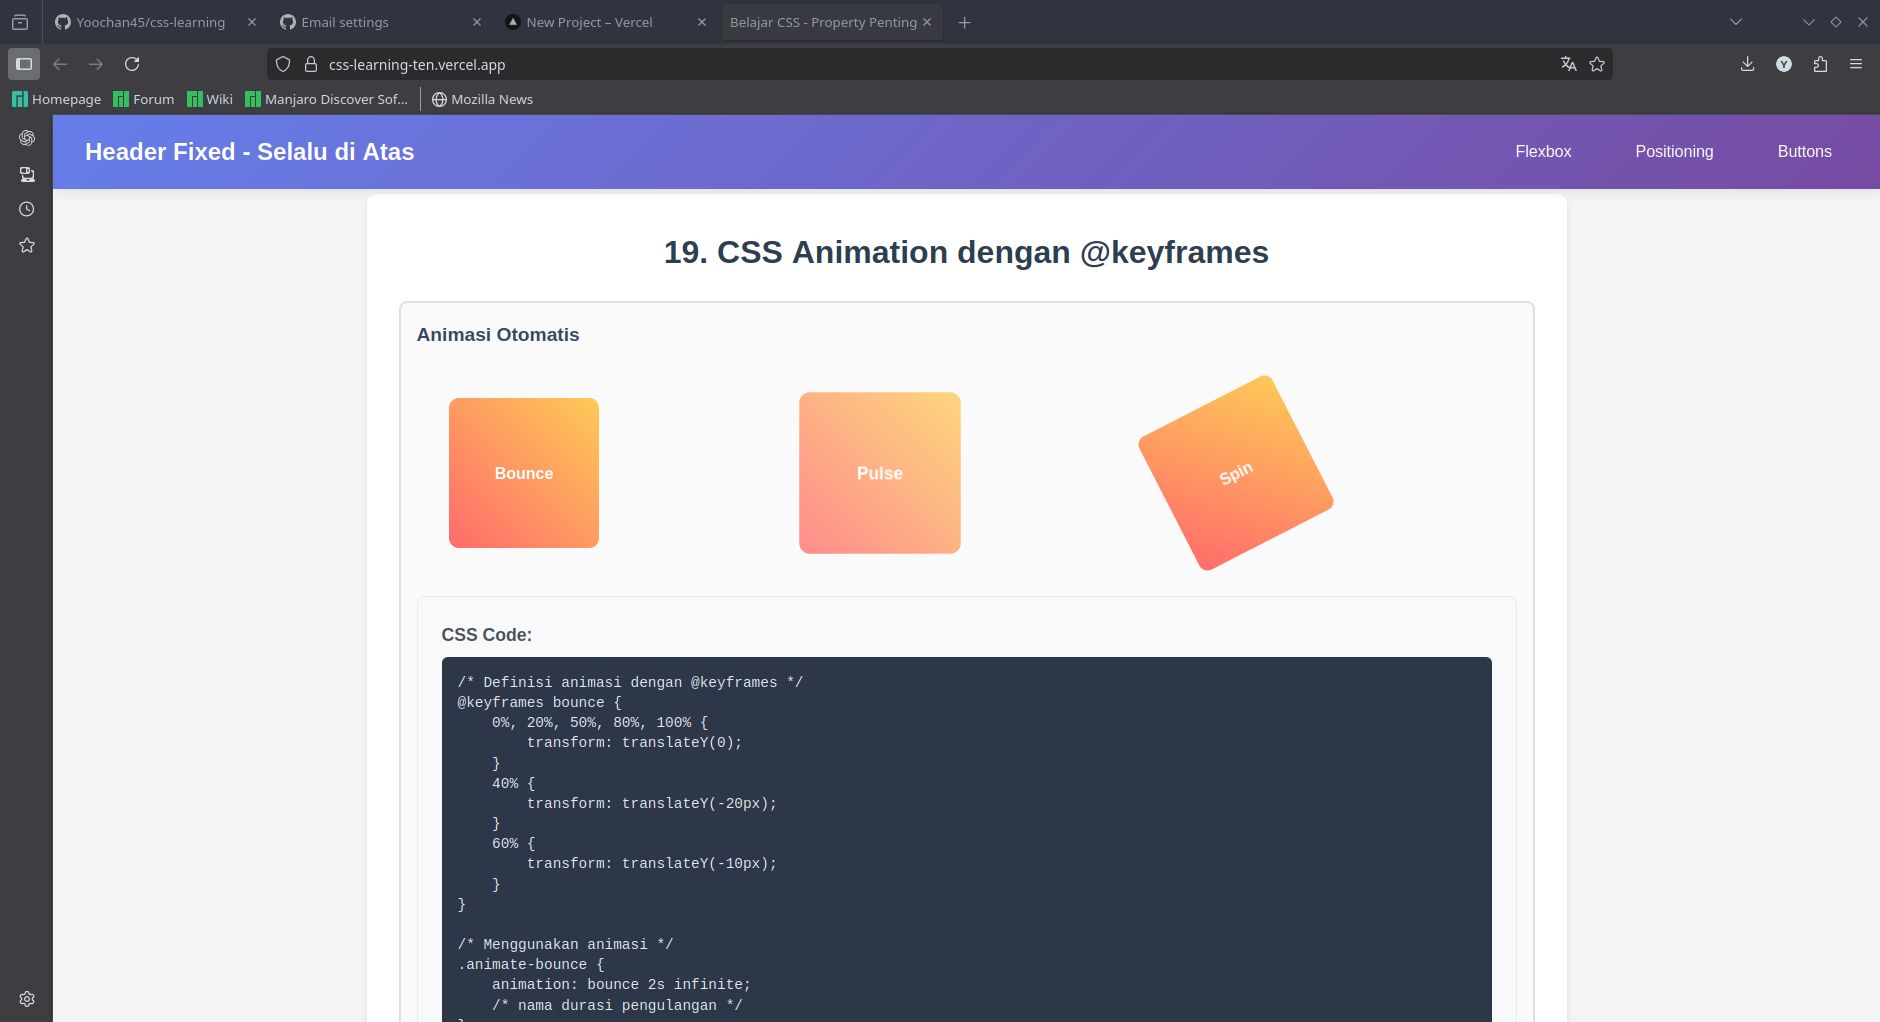 Yoochan45/css-learning
Email settings
New Project – Vercel
Belajar CSS - Property Penting
css-learning-ten.vercel.app
Y
Homepage
Forum
Wiki
Manjaro Discover Sof...
Mozilla News
Header Fixed - Selalu di Atas
Flexbox
Positioning
Buttons
19. CSS Animation dengan @keyframes
Animasi Otomatis
Bounce
Pulse
Spin
CSS Code:
/* Definisi animasi dengan @keyframes */
@keyframes bounce {
    0%, 20%, 50%, 80%, 100% {
        transform: translateY(0);
    }
    40% {
        transform: translateY(-20px);
    }
    60% {
        transform: translateY(-10px);
    }
}

/* Menggunakan animasi */
.animate-bounce {
    animation: bounce 2s infinite;
    /* nama durasi pengulangan */
}